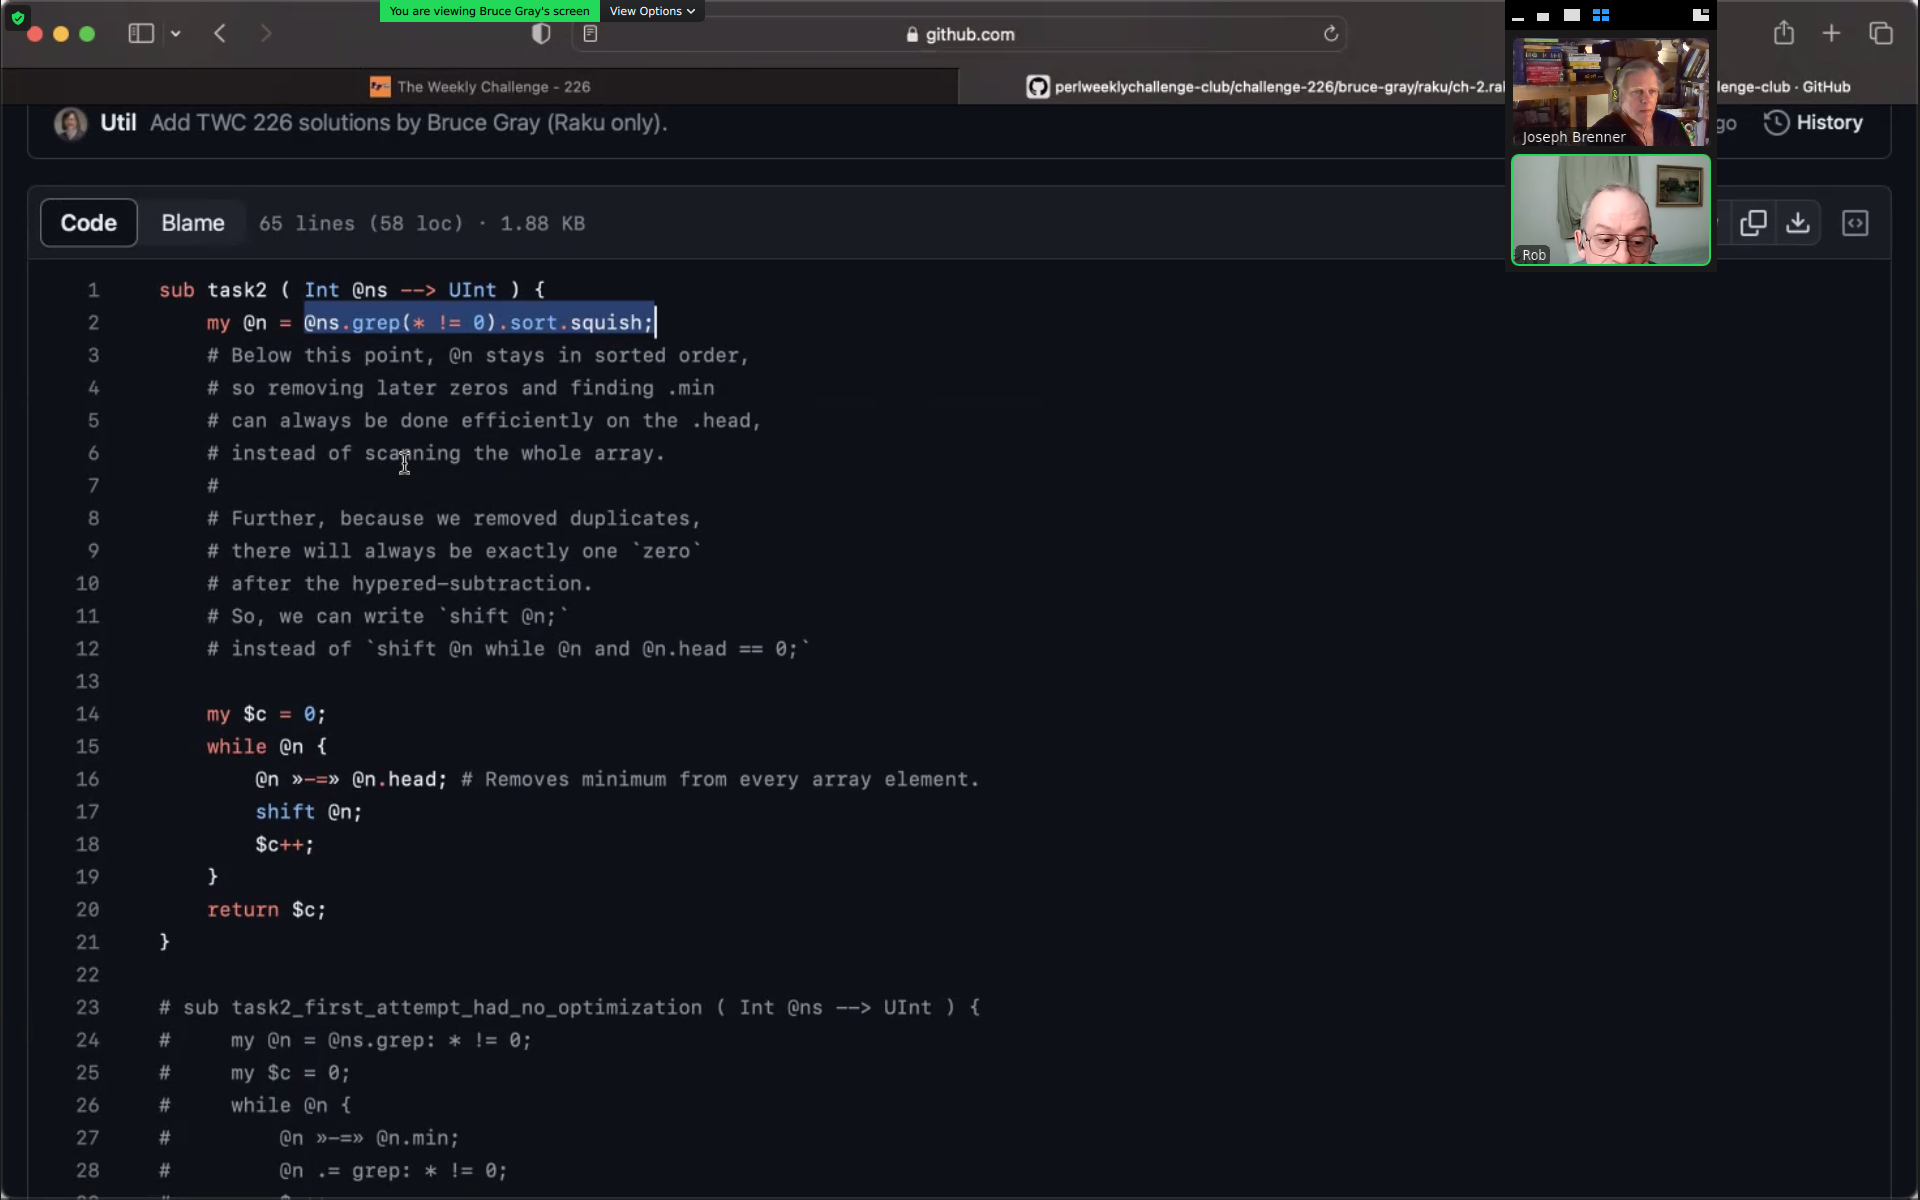 You are viewing Bruce Gray's screen View Options
github.com
The Weekly Challenge - 226
perlweeklychallenge-club/challenge-226/bruce-gray/raku/ch-2.ra lenge-club · GitHub
Util Add TWC 226 solutions by Bruce Gray (Raku only). go History
Joseph Brenner
Rob
Code Blame 65 lines (58 loc) · 1.88 KB
1 sub task2 ( Int @ns --> UInt ) {
2 my @n = @ns.grep(* != 0).sort.squish;
3 # Below this point, @n stays in sorted order,
4 # so removing later zeros and finding .min
5 # can always be done efficiently on the .head,
6 # instead of scanning the whole array.
7 #
8 # Further, because we removed duplicates,
9 # there will always be exactly one `zero`
10 # after the hypered-subtraction.
11 # So, we can write `shift @n;`
12 # instead of `shift @n while @n and @n.head == 0;`
13
14 my $c = 0;
15 while @n {
16 @n »-=» @n.head; # Removes minimum from every array element.
17 shift @n;
18 $c++;
19 }
20 return $c;
21 }
22
23 # sub task2_first_attempt_had_no_optimization ( Int @ns --> UInt ) {
24 # my @n = @ns.grep: * != 0;
25 # my $c = 0;
26 # while @n {
27 # @n »-=» @n.min;
28 # @n .= grep: * != 0;